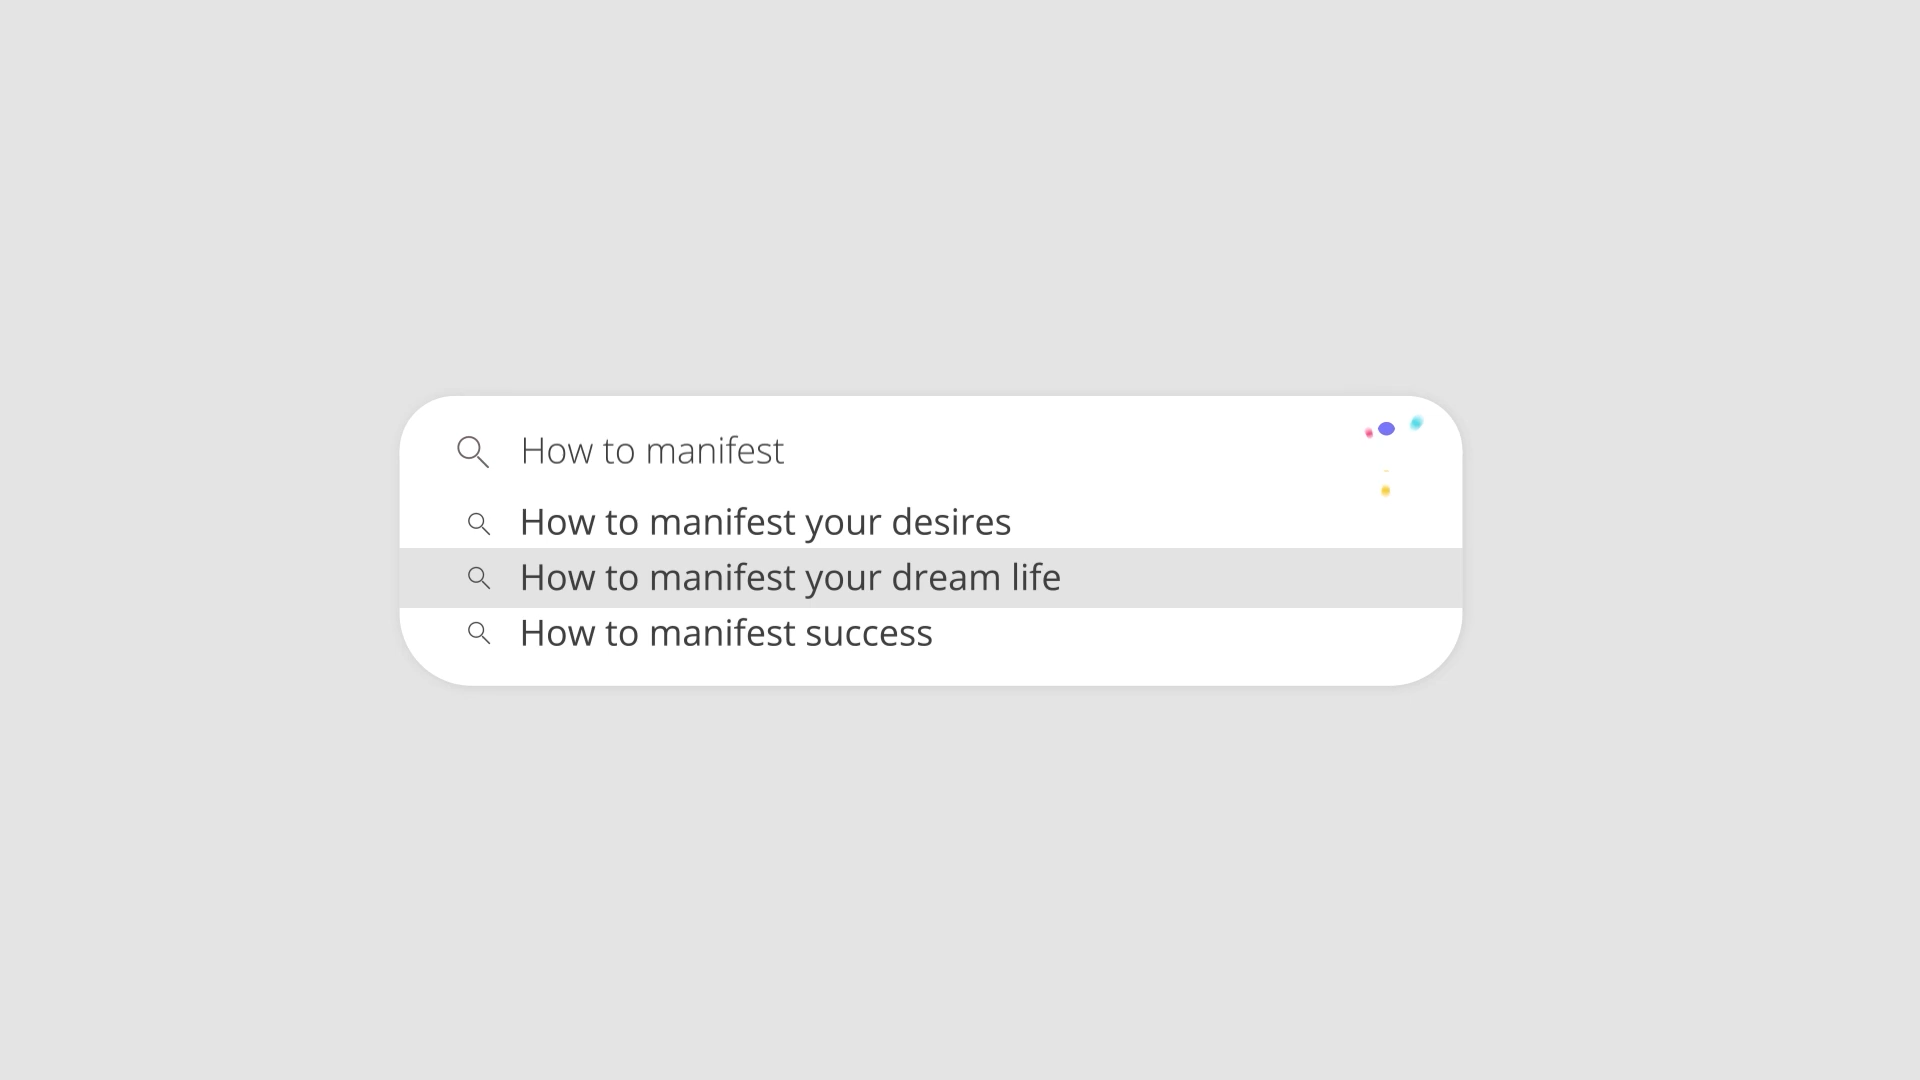 How to manifest
How to manifest your desires
How to manifest your dream life
How to manifest success